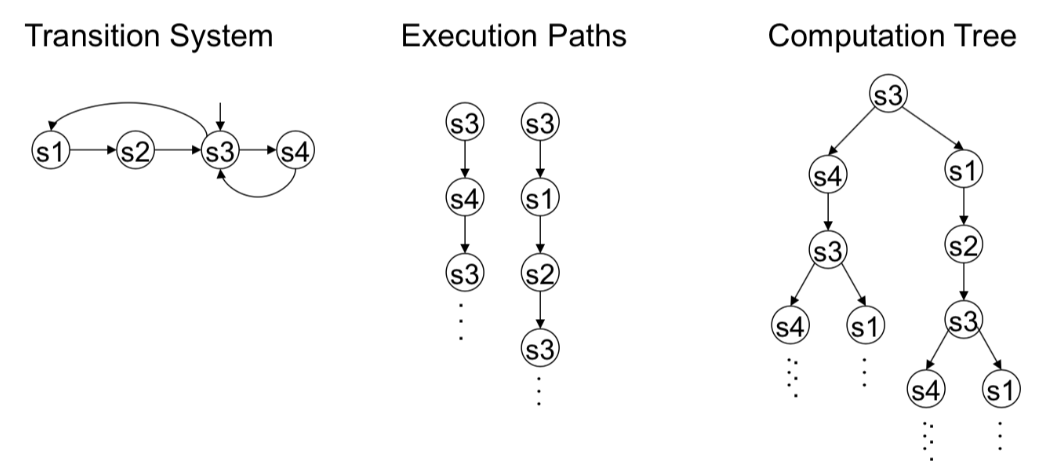 Transition System
Execution Paths
Computation Tree
s1 s2 s3 s4
s3 s3
s4 s1
s3 s2
s3
s3
s4 s1
s3 s2
s4 s1 s3
s4 s1